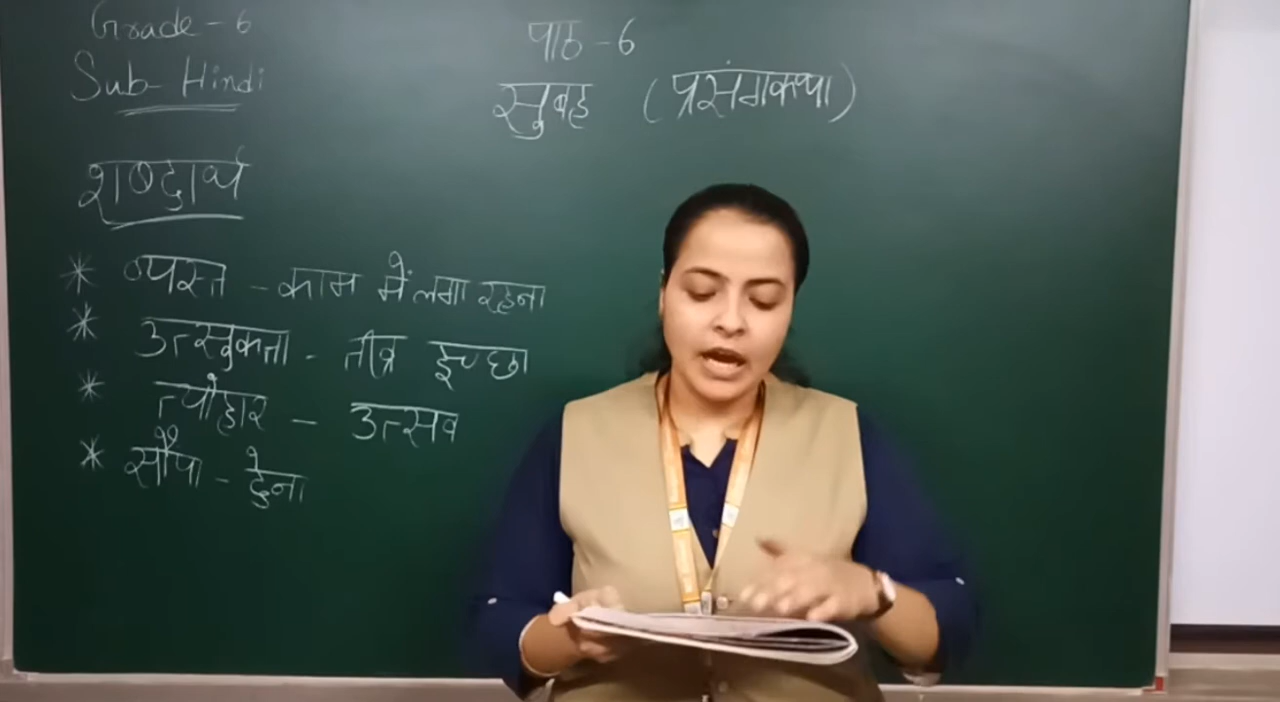 Grade - 6
Sub- Hindi
पाठ - 6
सुबह (प्रसंगकथा)
शब्दार्थ
* व्यस्त - काम में लगा रहना
* उत्सुकता - तीव्र इच्छा
* त्योहार - उत्सव
* सौंपा - देना